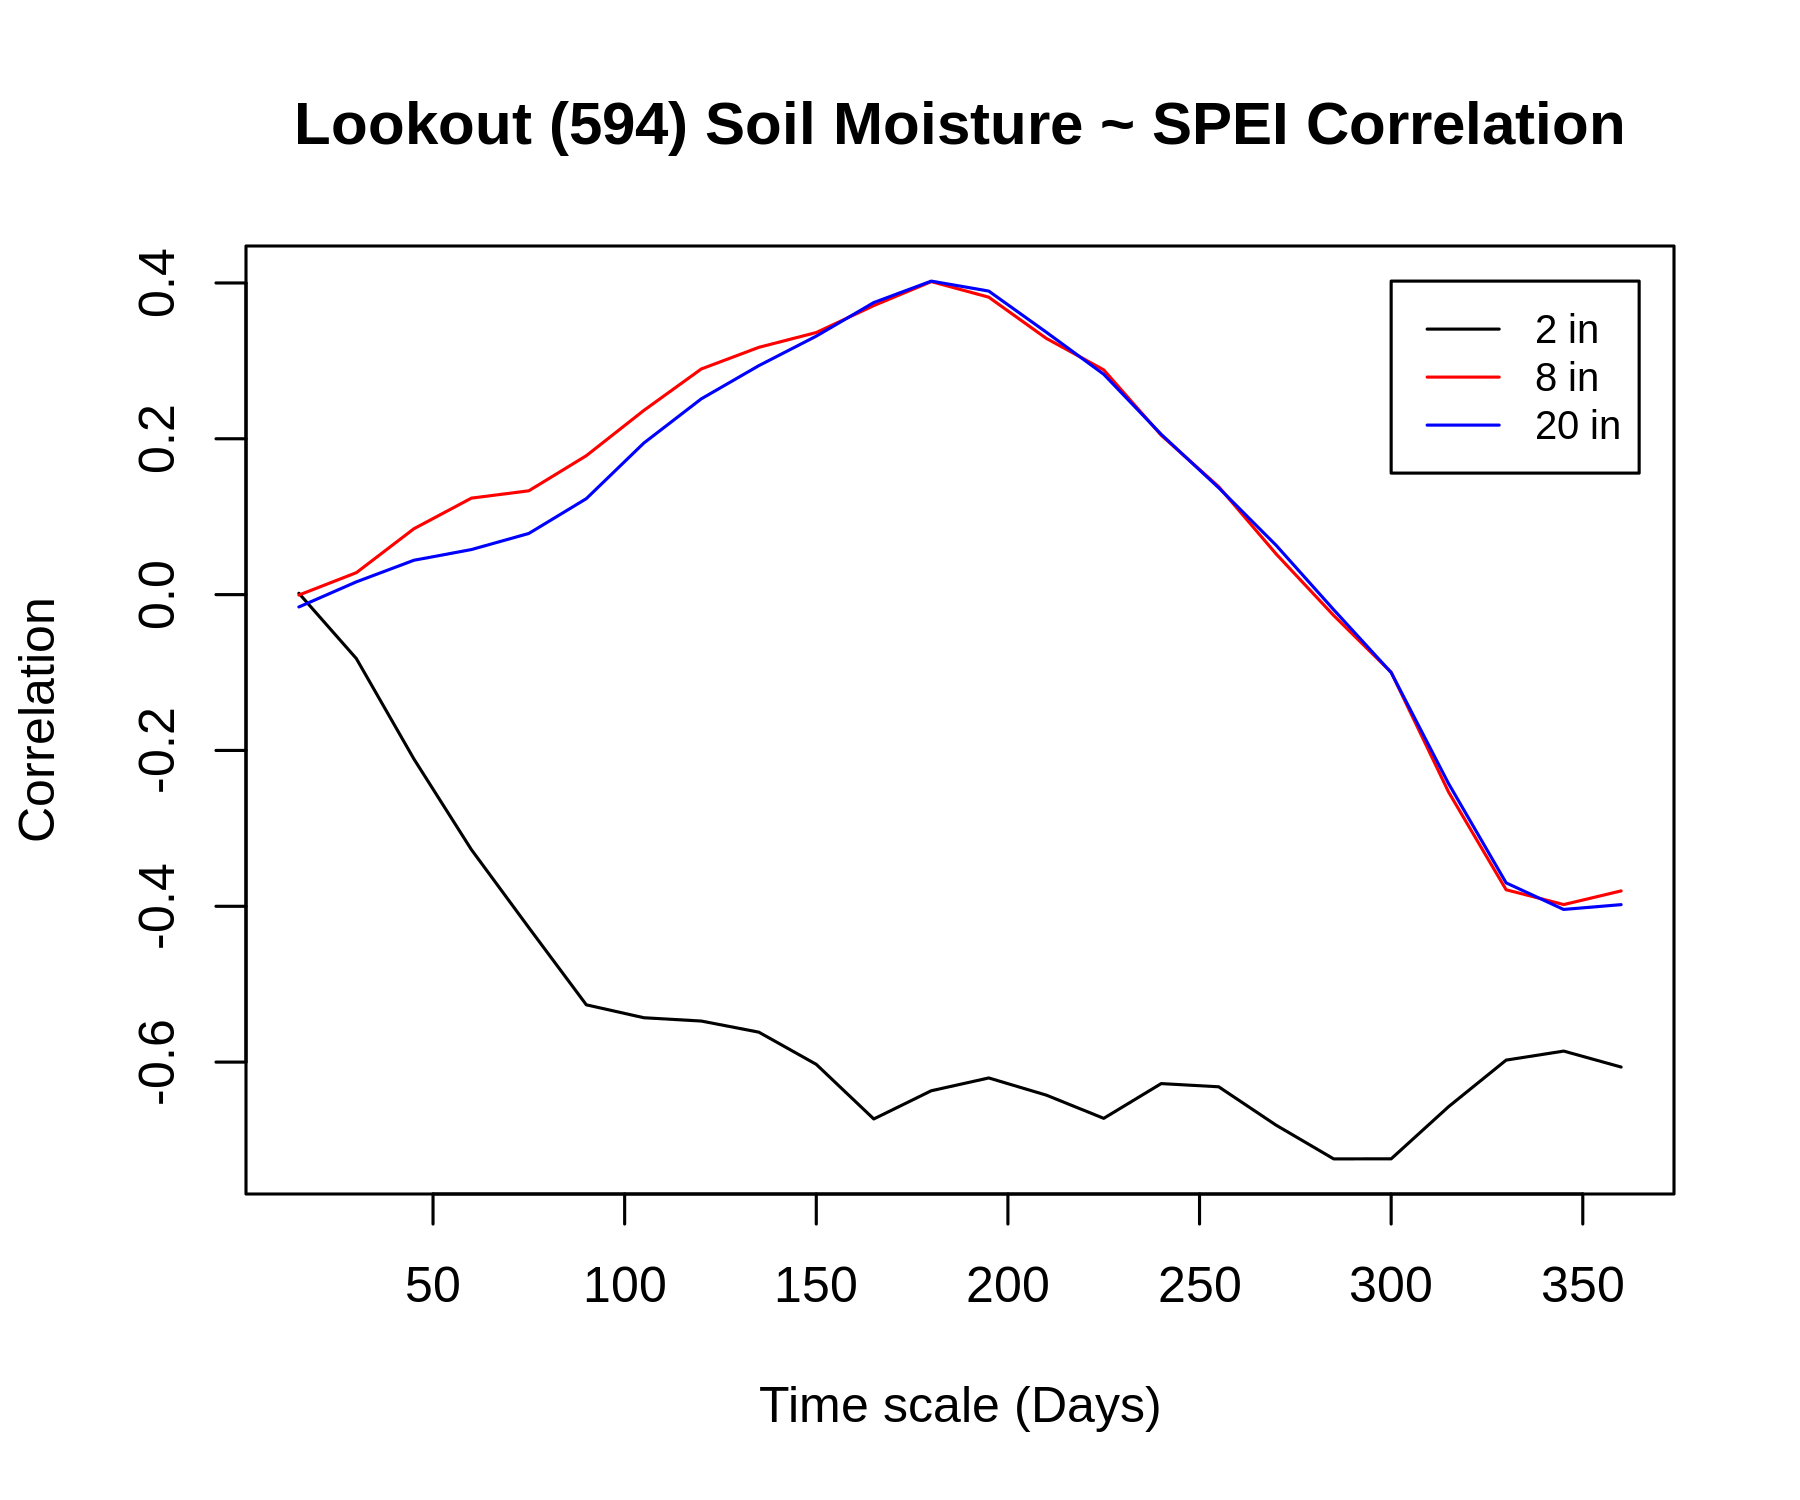 Lookout (594) Soil Moisture ~ SPEI Correlation
0.4
0.2
0.0
-0.2
-0.4
-0.6
Correlation
2 in
8 in
20 in
50 100 150 200 250 300 350
Time scale (Days)